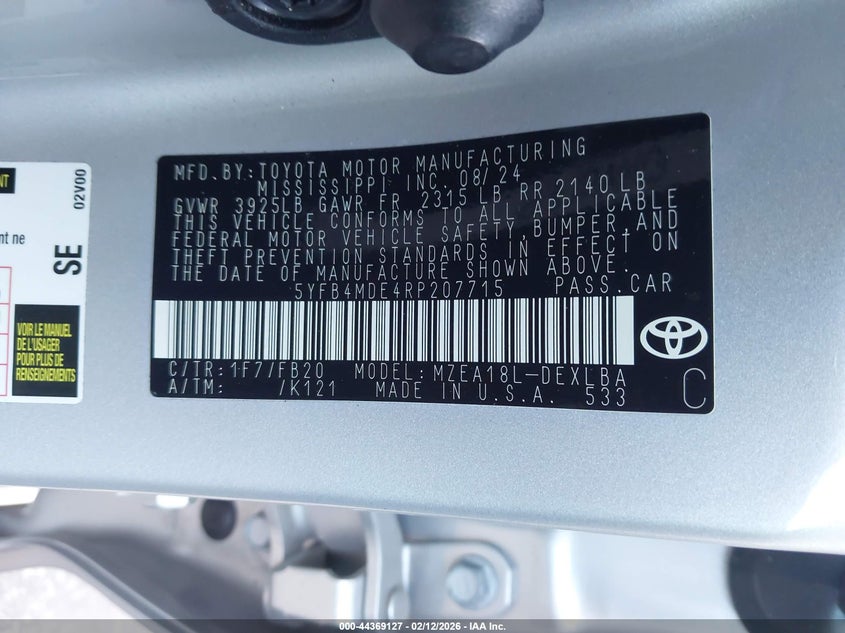 NT
nt ne
SE
02V00
VOIR LE MANUEL
DE L'USAGER
POUR PLUS DE
RENSEIGNEMENTS
MFD. BY: TOYOTA MOTOR MANUFACTURING
MISSISSIPPI INC. 08/24
GVWR 3925LB GAWR FR 2315 LB RR 2140 LB
THIS VEHICLE CONFORMS TO ALL APPLICABLE
FEDERAL MOTOR VEHICLE SAFETY, BUMPER, AND
THEFT PREVENTION STANDARDS IN EFFECT ON
THE DATE OF MANUFACTURE SHOWN ABOVE.
5YFB4MDE4RP207715 PASS. CAR
C/TR: 1F7/FB20 MODEL: MZEA18L-DEXLBA
A/TM: /K121 MADE IN U.S.A. 533
C
000-44369127 - 02/12/2026 - IAA Inc.